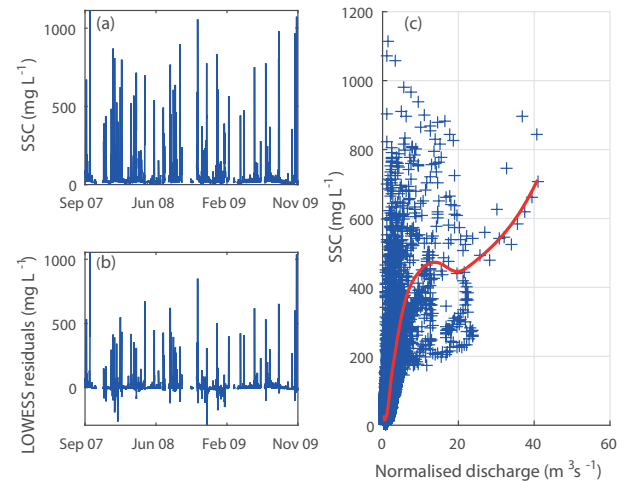 (a)
SSC (mg L⁻¹)
1000
500
0
Sep 07 Jun 08 Feb 09 Nov 09
(b)
LOWESS residuals (mg L⁻¹)
1000
500
0
Sep 07 Jun 08 Feb 09 Nov 09
(c)
SSC (mg L⁻¹)
1200
1000
800
600
400
200
0
0 20 40 60
Normalised discharge (m ³s ⁻¹)